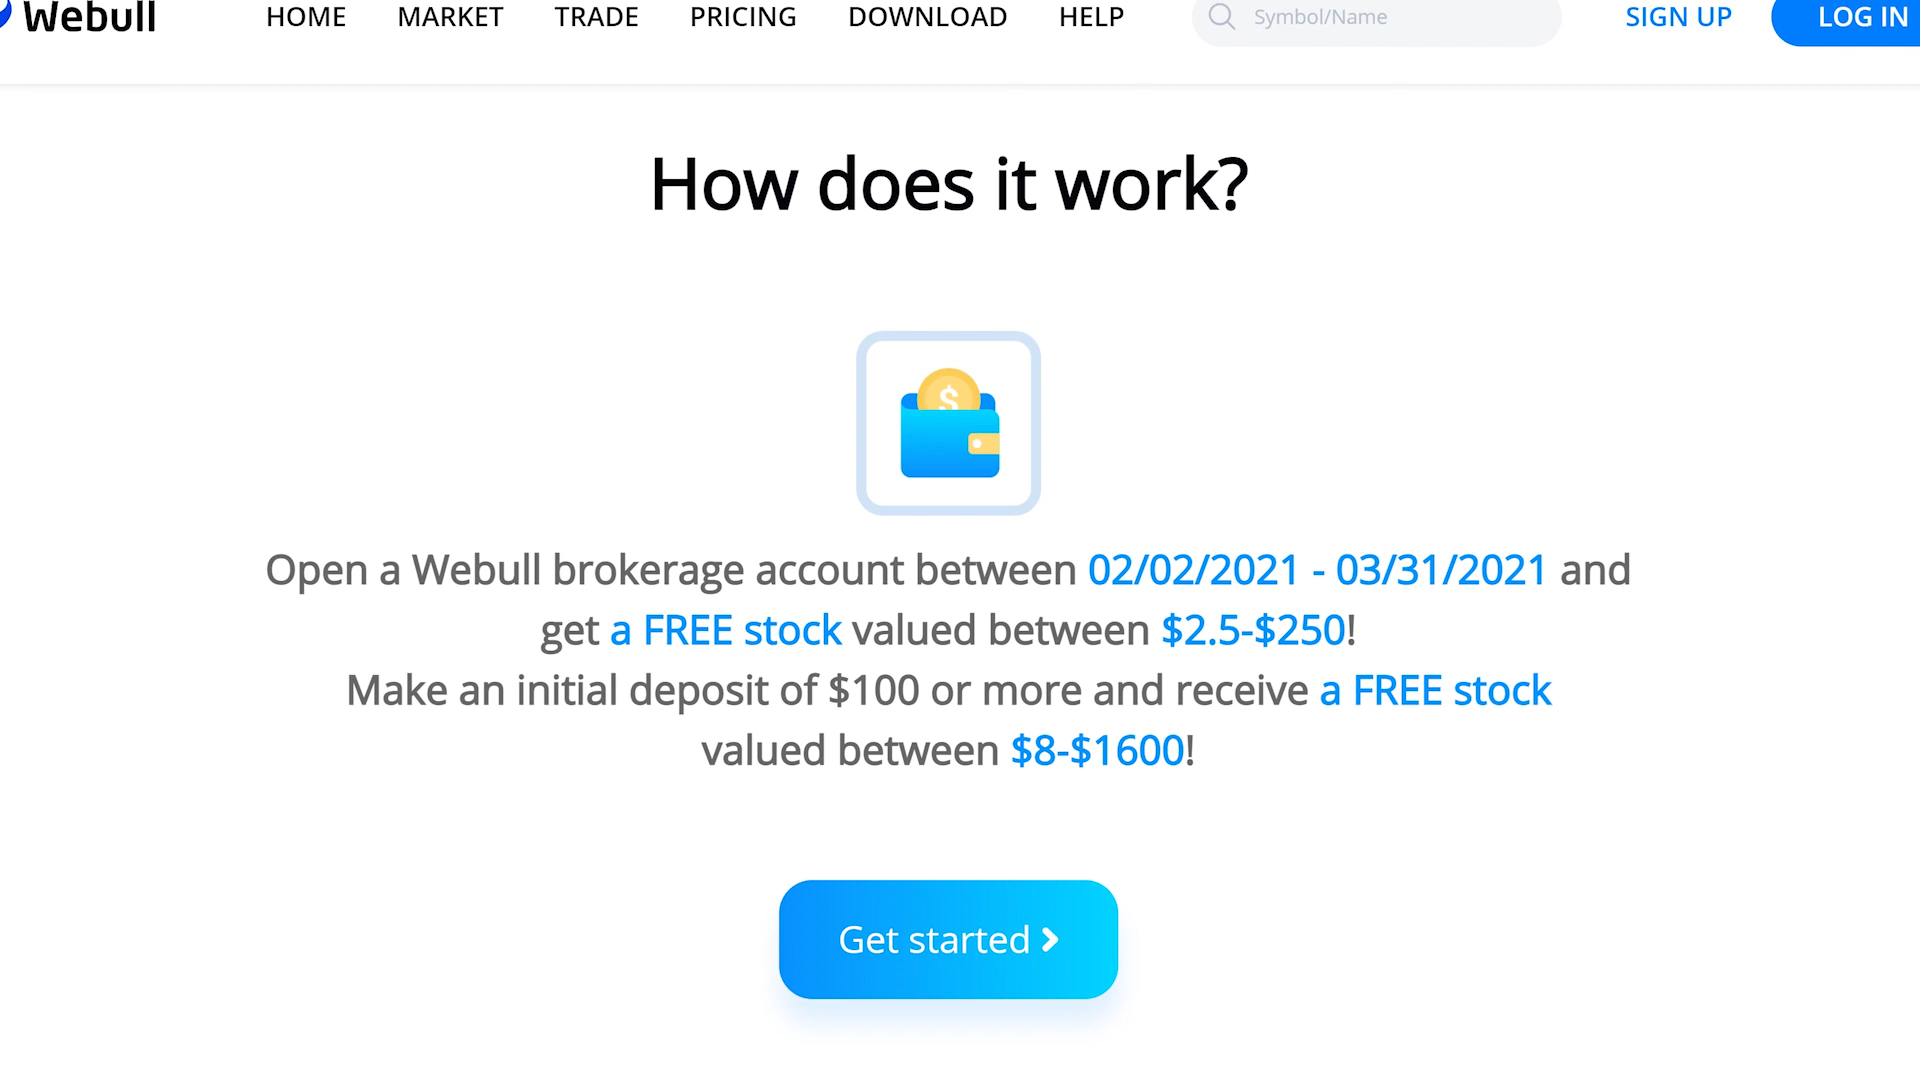 Webull HOME MARKET TRADE PRICING DOWNLOAD HELP Symbol/Name SIGN UP LOG IN
How does it work?
$
Open a Webull brokerage account between 02/02/2021 - 03/31/2021 and
get a FREE stock valued between $2.5-$250!
Make an initial deposit of $100 or more and receive a FREE stock
valued between $8-$1600!
Get started